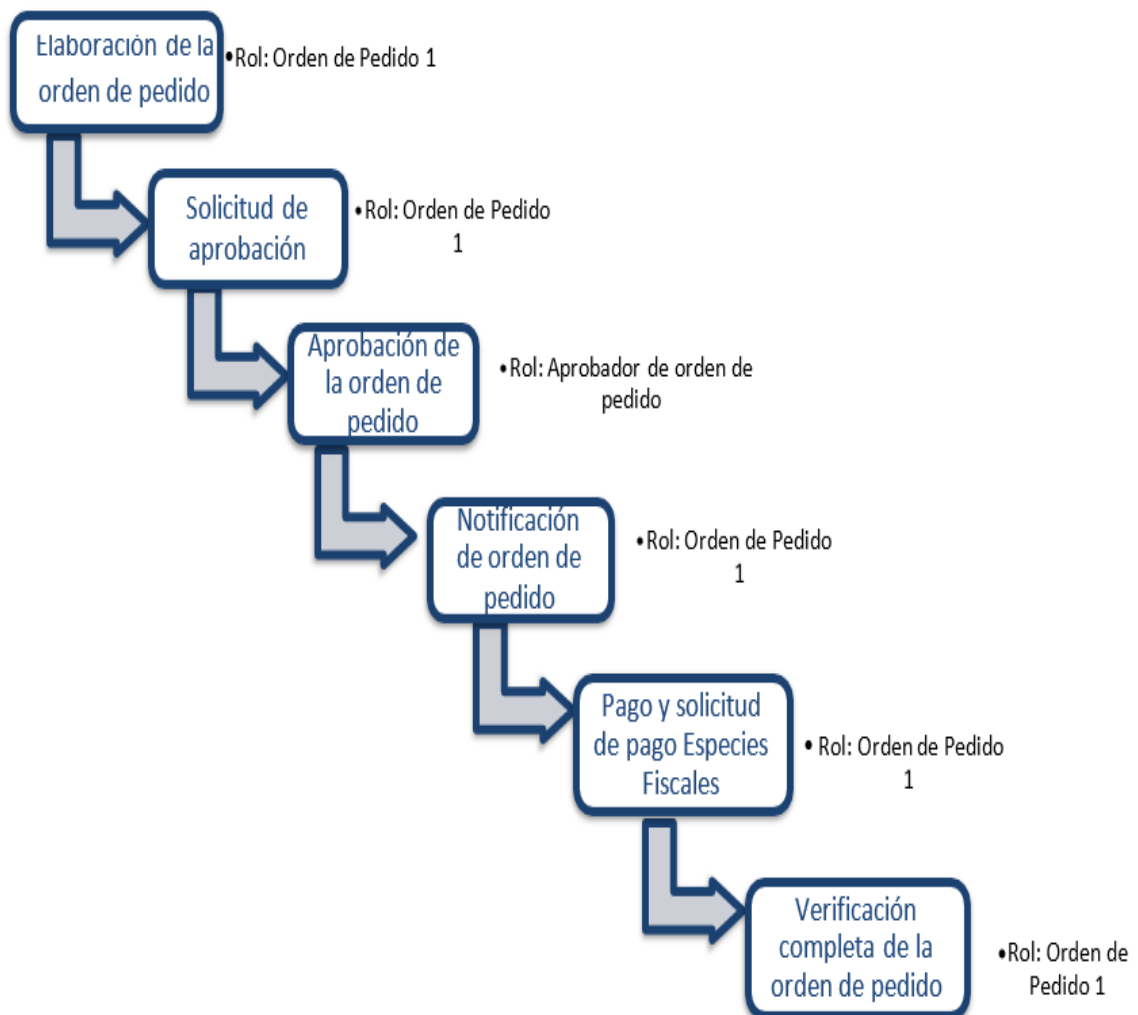 Elaboración de la
orden de pedido
•Rol: Orden de Pedido 1
Solicitud de
aprobación
•Rol: Orden de Pedido
1
Aprobación de
la orden de
pedido
•Rol: Aprobador de orden de
pedido
Notificación
de orden de
pedido
•Rol: Orden de Pedido
1
Pago y solicitud
de pago Especies
Fiscales
• Rol: Orden de Pedido
1
Verificación
completa de la
orden de pedido
•Rol: Orden de
Pedido 1